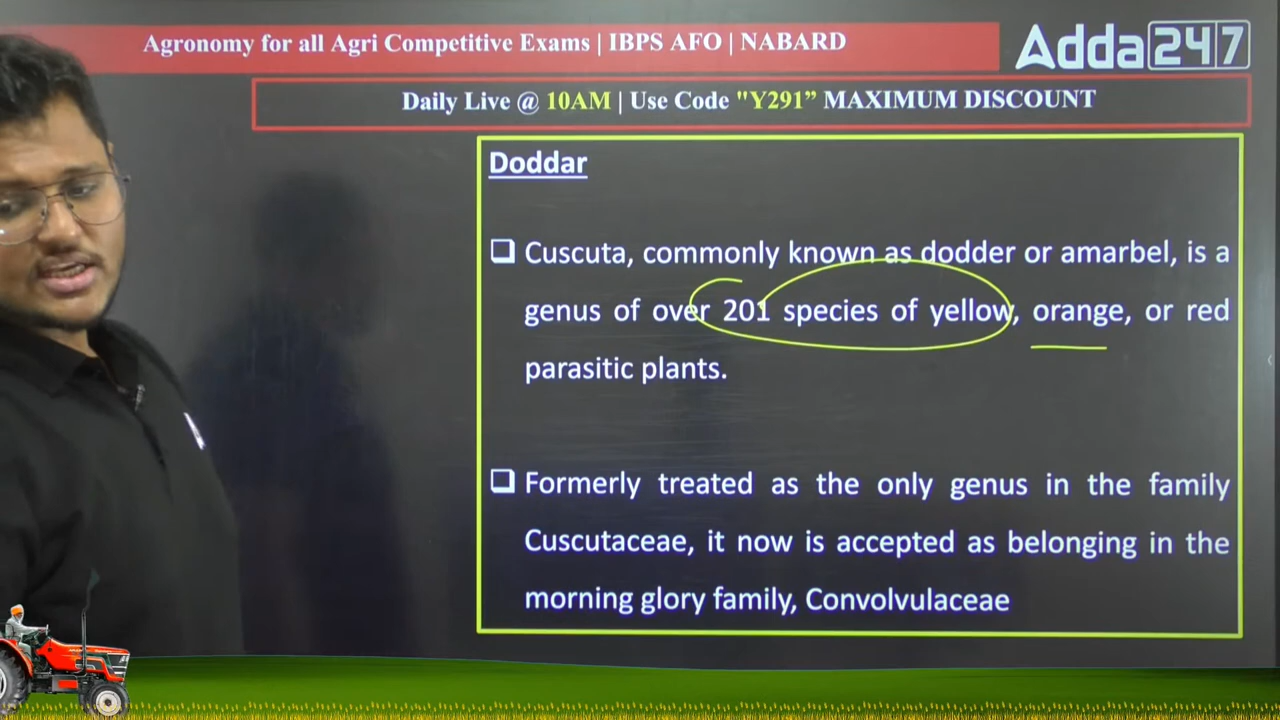 Agronomy for all Agri Competitive Exams | IBPS AFO | NABARD
Adda247
Daily Live @ 10AM | Use Code "Y291” MAXIMUM DISCOUNT
Doddar
❑ Cuscuta, commonly known as dodder or amarbel, is a
genus of over 201 species of yellow, orange, or red
parasitic plants.
❑ Formerly treated as the only genus in the family
Cuscutaceae, it now is accepted as belonging in the
morning glory family, Convolvulaceae